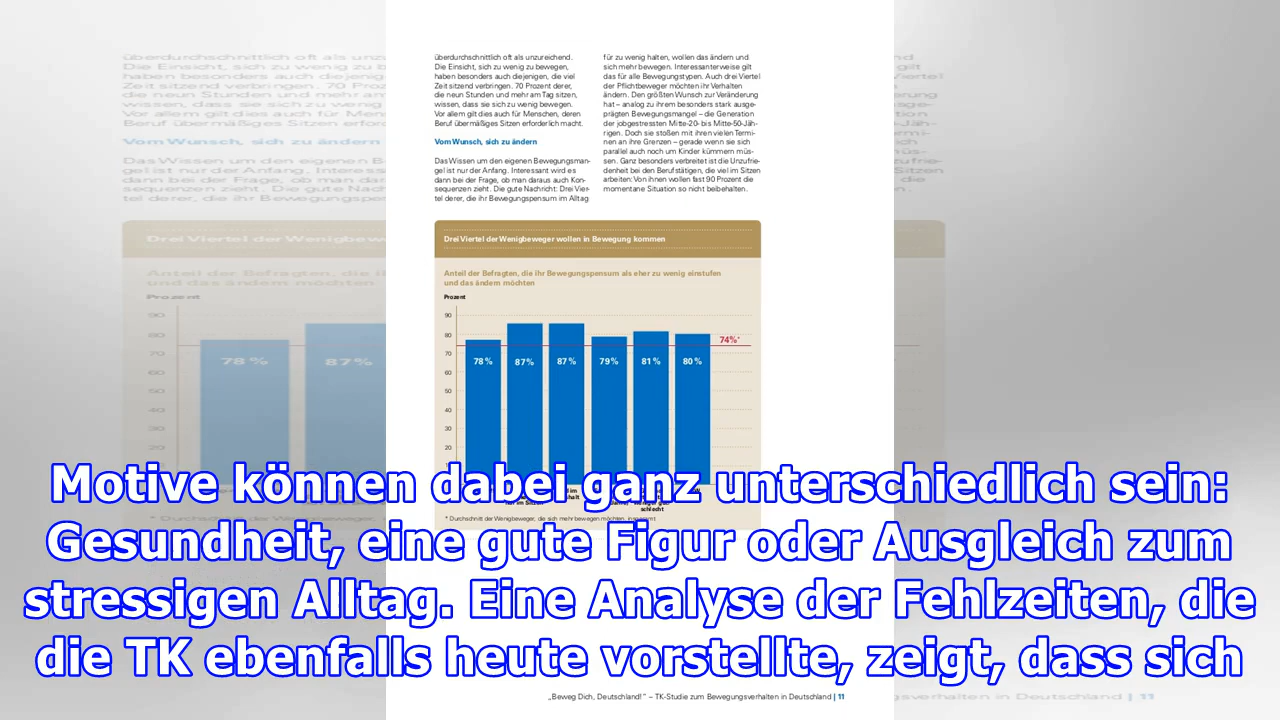 überdurchschnittlich oft als unzureichend.
Die Einsicht, sich zu wenig zu bewegen,
haben besonders auch diejenigen, die viel
Zeit sitzend verbringen. 70 Prozent derer,
die neun Stunden und mehr am Tag sitzen,
wissen, dass sie sich zu wenig bewegen.
Vor allem gilt dies auch für Menschen, deren
Beruf übermäßiges Sitzen erforderlich macht.
Vom Wunsch, sich zu ändern
Das Wissen um den eigenen Bewegungsman-
gel ist nur der Anfang. Interessant wird es
dann bei der Frage, ob man daraus auch Kon-
sequenzen zieht. Die gute Nachricht: Drei Vier-
tel derer, die ihr Bewegungspensum im Alltag
für zu wenig halten, wollen das ändern und
sich mehr bewegen. Interessanterweise gilt
das für alle Bewegungstypen. Auch drei Viertel
der Pflichtbeweger möchten ihr Verhalten
ändern. Den größten Wunsch zur Veränderung
hat – analog zu ihrem besonders stark ausge-
prägten Bewegungsmangel – die Generation
der jobgestressten Mitte-20- bis Mitte-50-Jäh-
rigen. Doch sie stoßen mit ihren vielen Termi-
nen an ihre Grenzen – gerade wenn sie sich
parallel auch noch um Kinder kümmern müs-
sen. Ganz besonders verbreitet ist die Unzufrie-
denheit bei den Berufstätigen, die viel im Sitzen
arbeiten: Von ihnen wollen fast 90 Prozent die
momentane Situation so nicht beibehalten.
Drei Viertel der Wenigbeweger wollen in Bewegung kommen
Anteil der Befragten, die ihr Bewegungspensum als eher zu wenig einstufen
und das ändern möchten
Prozent
90
80
70
60
50
40
30
20
78 %
87 %
87 %
79 %
81 %
80 %
74%*
schlecht
* Durchschnitt der Wenigbeweger, die sich mehr bewegen möchten, insgesamt
Motive können dabei ganz unterschiedlich sein:
Gesundheit, eine gute Figur oder Ausgleich zum
stressigen Alltag. Eine Analyse der Fehlzeiten, die
die TK ebenfalls heute vorstellte, zeigt, dass sich
„Beweg Dich, Deutschland!“ – TK-Studie zum Bewegungsverhalten in Deutschland | 11